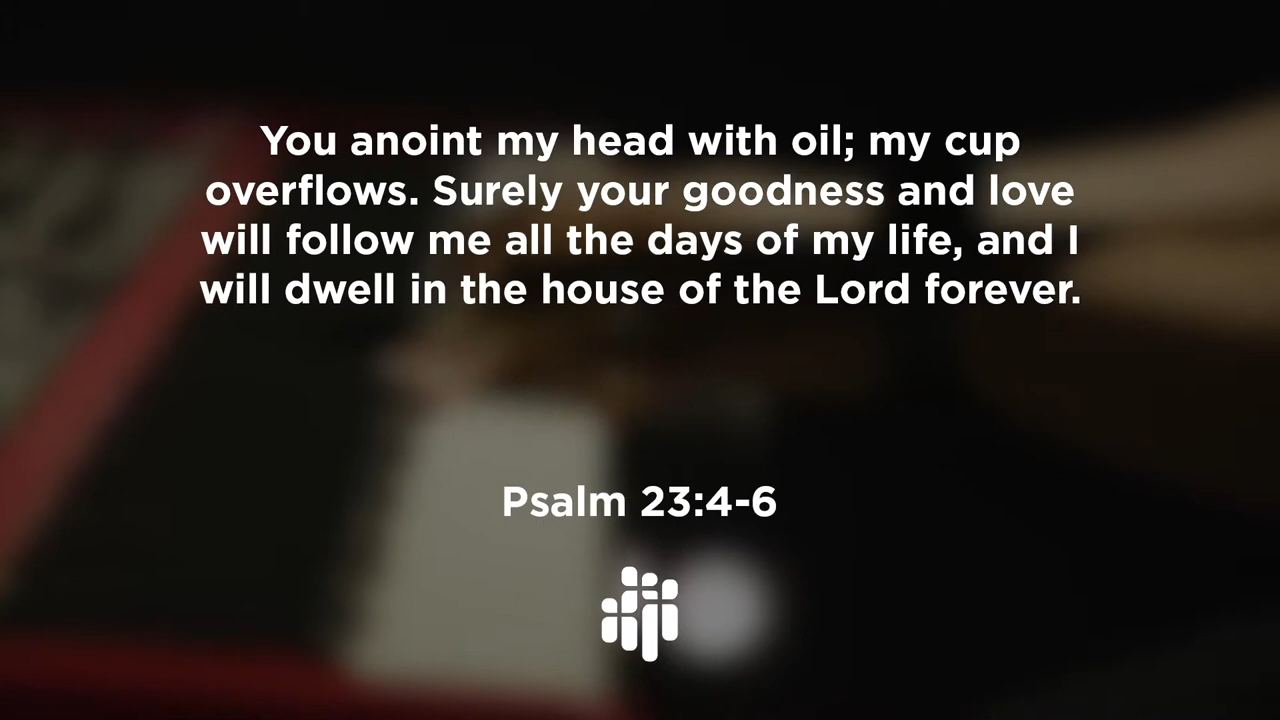 You anoint my head with oil; my cup
overflows. Surely your goodness and love
will follow me all the days of my life, and I
will dwell in the house of the Lord forever.
Psalm 23:4-6